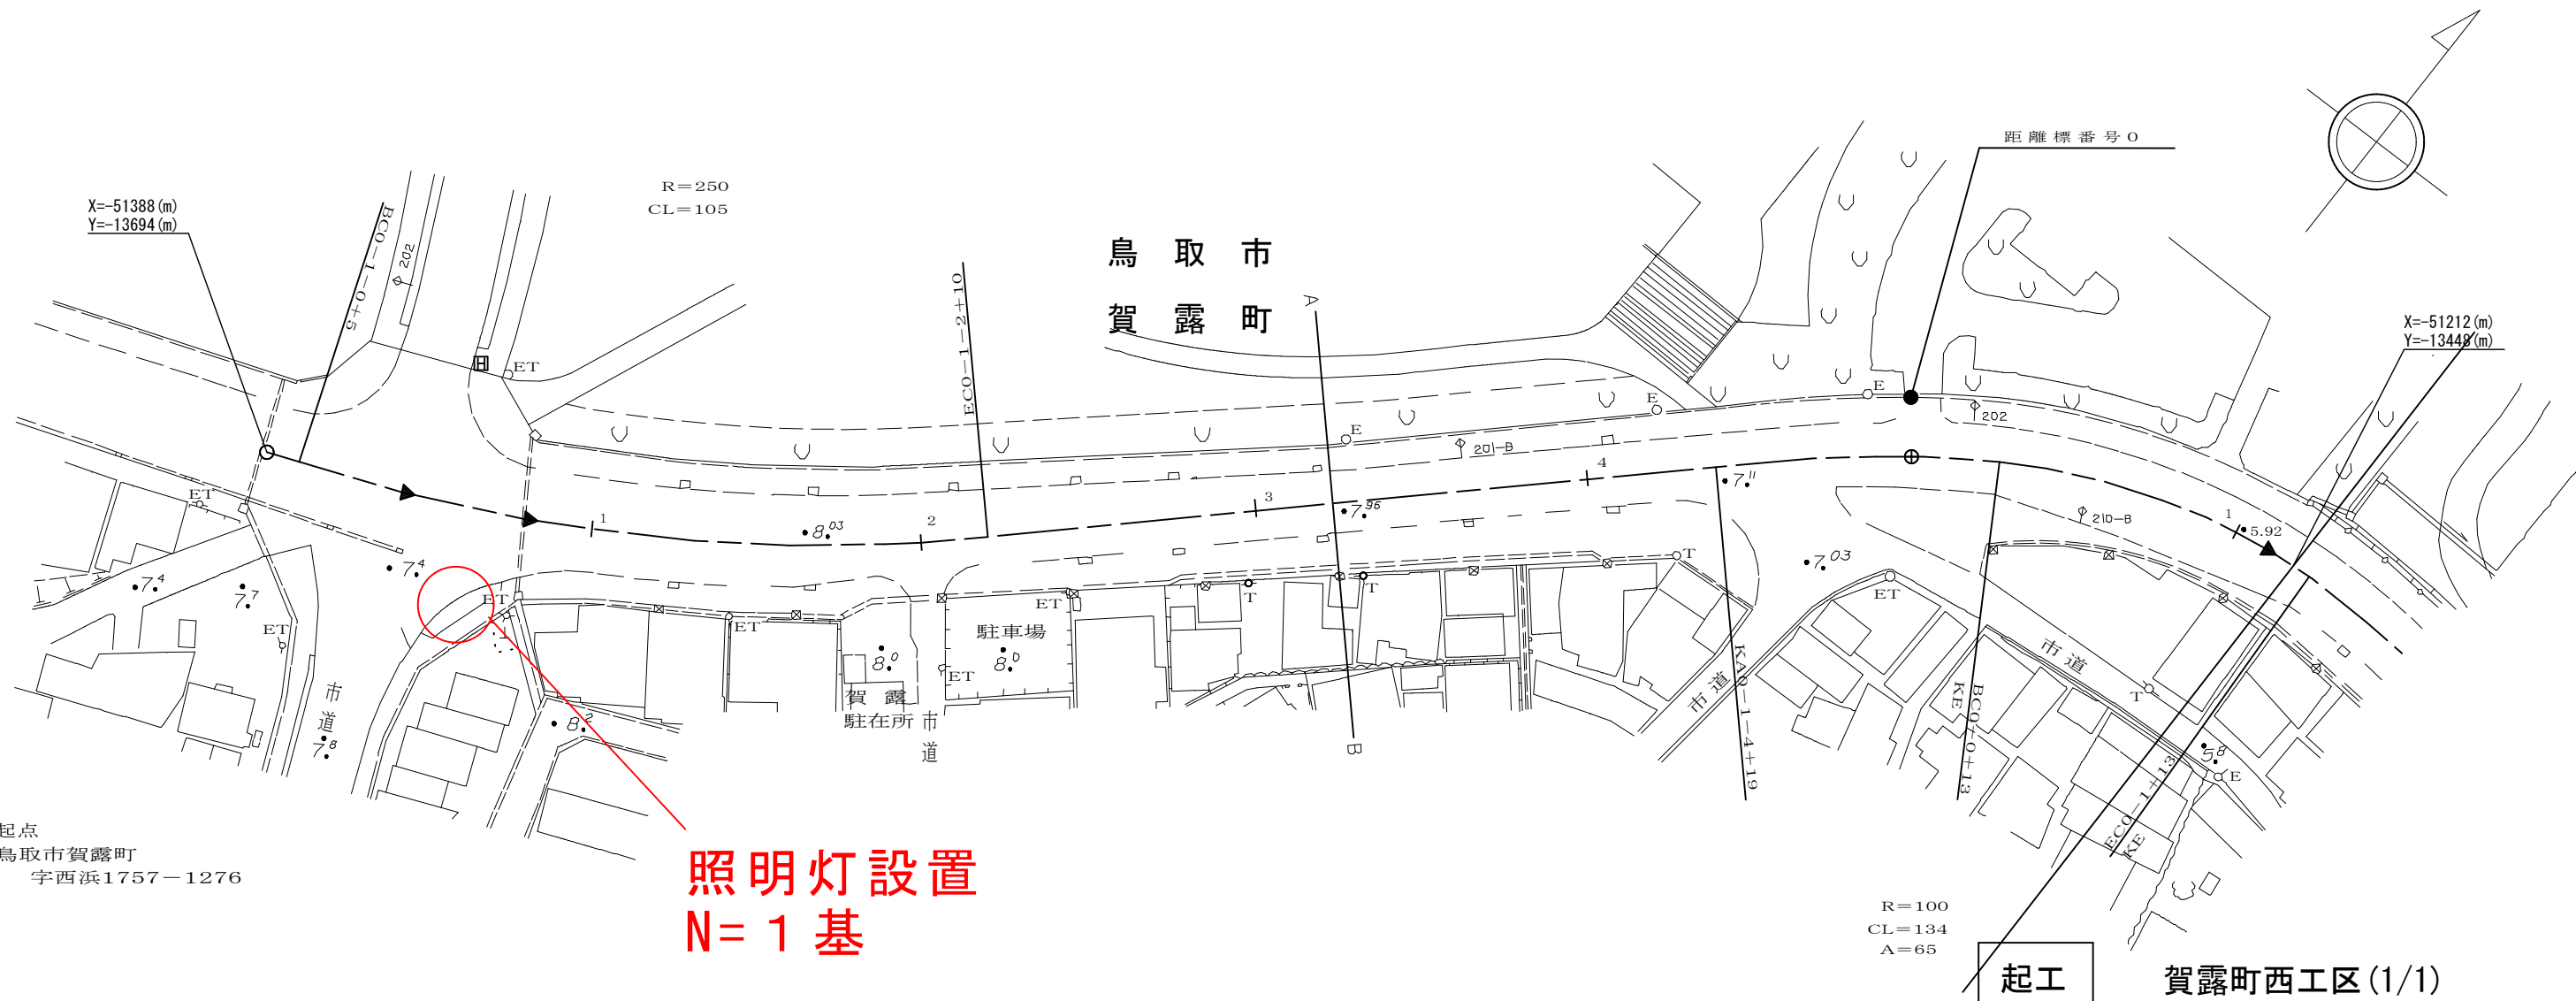 距離標番号0
X=-51388(m)
Y=-13694(m)
BC0-1-0+5
202
R=250
CL=105
鳥取市
賀露町
EC0-1-2+10
A
X=-51212(m)
Y=-13448(m)
ET
E
E
E
202
201-B
ET
1
2
3
4
8.03
7.96
7.11
7.03
210-B
1
5.92
7.4
7.4
7.7
ET
ET
ET
ET
駐車場
8.0
8.0
ET
T
T
T
ET
賀露
駐在所
市道
市道
7.8
8.2
市道
市道
KA0-1-4+19
BC0-0+13
KE
T
5.8
E
EC0-1+13
KE
B
起点
鳥取市賀露町
字西浜1757-1276
照明灯設置
N=1基
R=100
CL=134
A=65
起工
賀露町西工区(1/1)